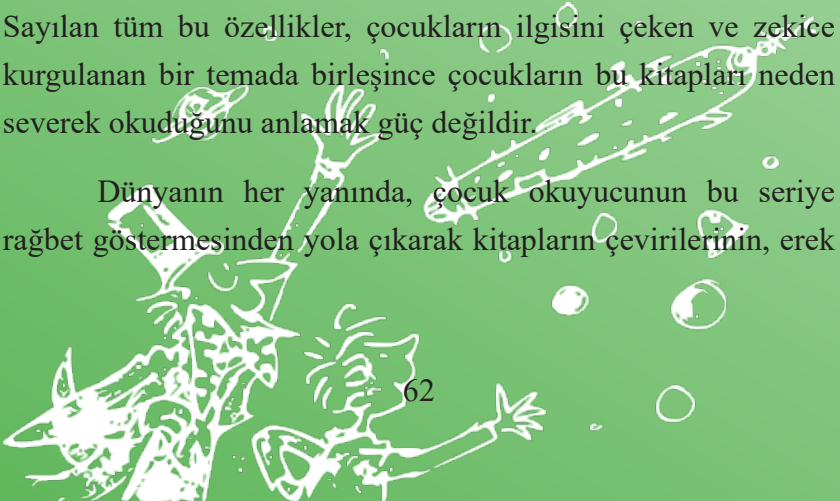 Sayılan tüm bu özellikler, çocukların ilgisini çeken ve zekice
kurgulanan bir temada birleşince çocukların bu kitapları neden
severek okuduğunu anlamak güç değildir.
Dünyanın her yanında, çocuk okuyucunun bu seriye
rağbet göstermesinden yola çıkarak kitapların çevirilerinin, erek
62